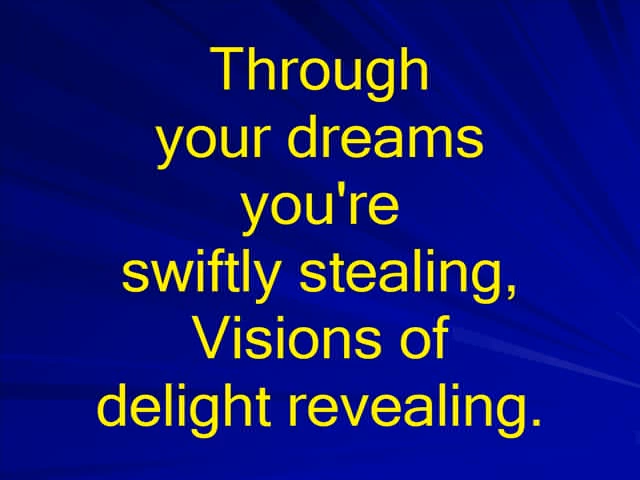 Through
your dreams
you're
swiftly stealing,
Visions of
delight revealing.